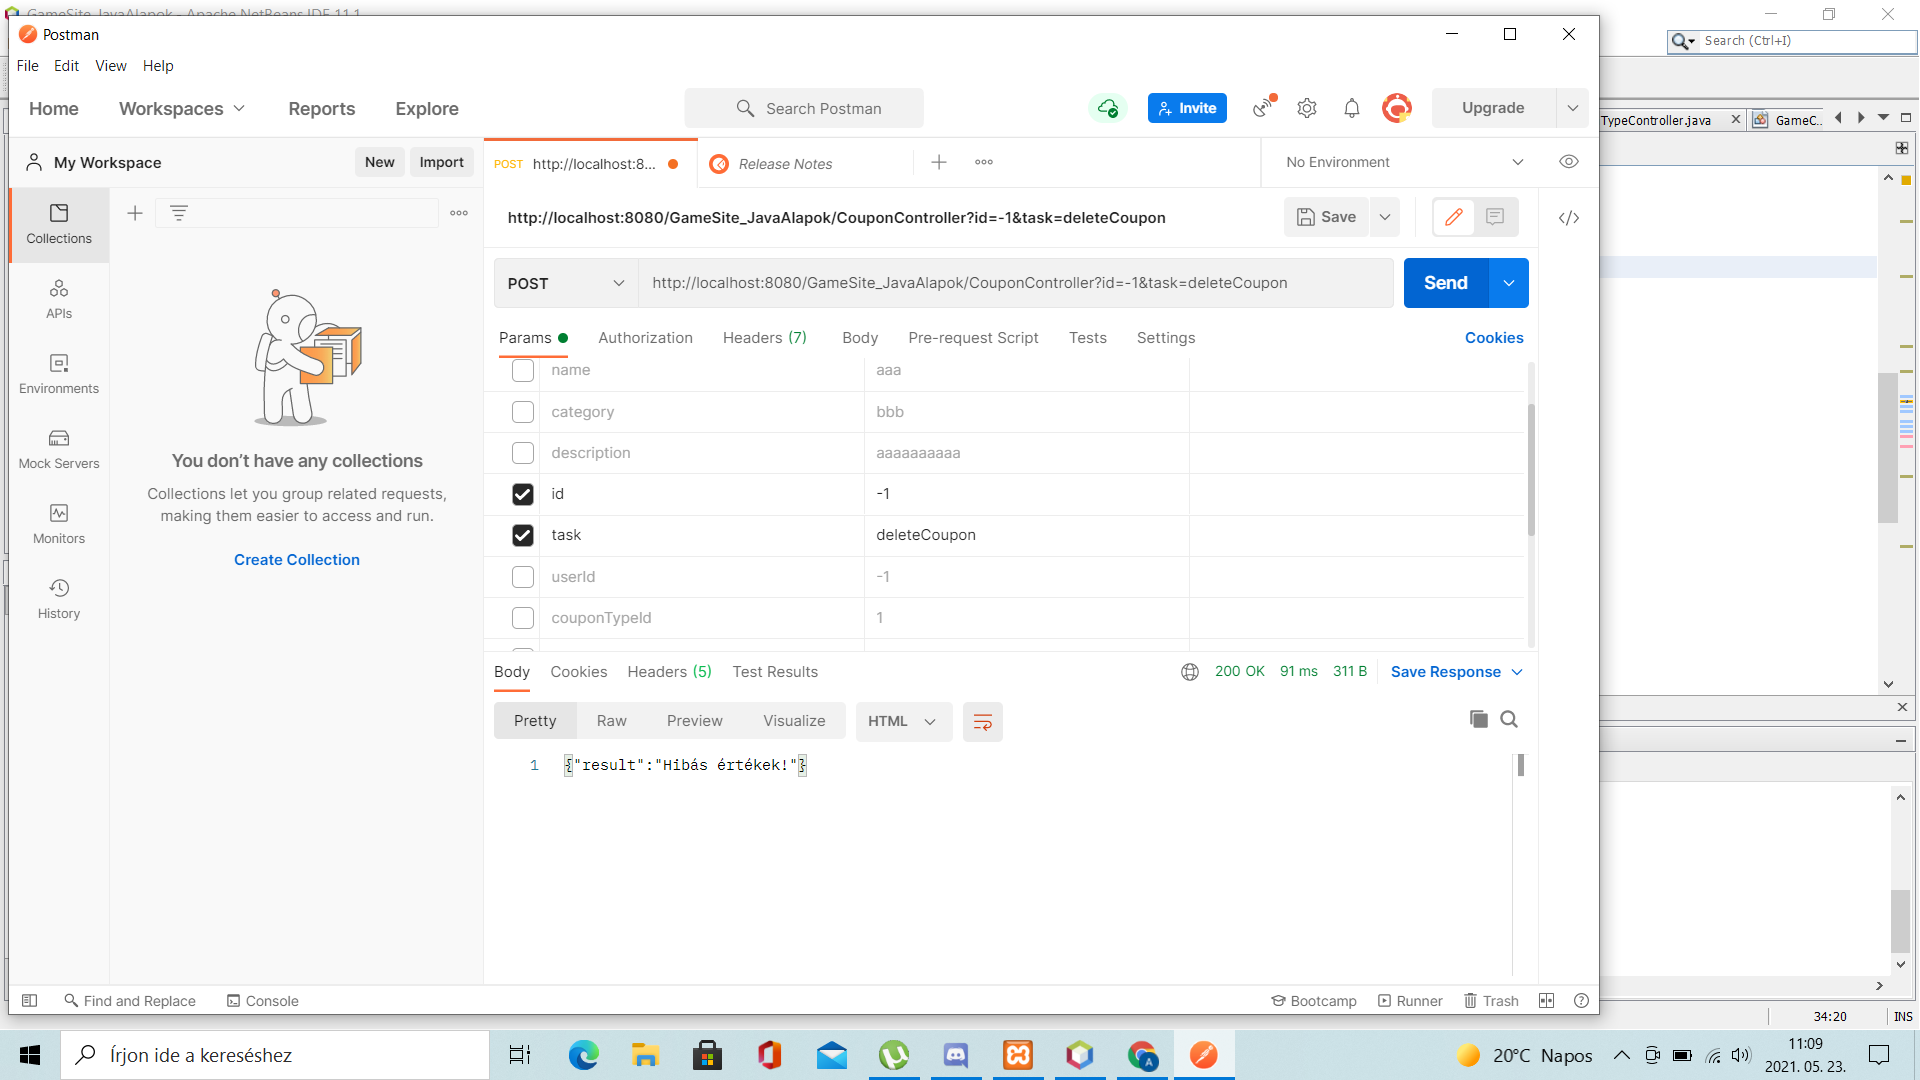 GameSite_JavaAlapok - Apache NetBeans IDE 11.1
Postman
File Edit View Help
Search (Ctrl+I)
Home Workspaces Reports Explore
Search Postman
Invite
Upgrade
TypeController.java
GameC...
My Workspace
New
Import
POST http://localhost:8...
Release Notes
No Environment
http://localhost:8080/GameSite_JavaAlapok/CouponController?id=-1&task=deleteCoupon
Save
Collections
APIs
Environments
Mock Servers
Monitors
History
You don't have any collections
Collections let you group related requests,
making them easier to access and run.
Create Collection
POST
http://localhost:8080/GameSite_JavaAlapok/CouponController?id=-1&task=deleteCoupon
Send
Params Authorization Headers (7) Body Pre-request Script Tests Settings
Cookies
name aaa
category bbb
description aaaaaaaaaa
id -1
task deleteCoupon
userId -1
couponTypeId 1
Body Cookies Headers (5) Test Results
200 OK 91 ms 311 B
Save Response
Pretty Raw Preview Visualize
HTML
1 {"result":"Hibás értékek!"}
Find and Replace
Console
Bootcamp
Runner
Trash
34:20
INS
Írjon ide a kereséshez
20°C Napos
11:09
2021. 05. 23.